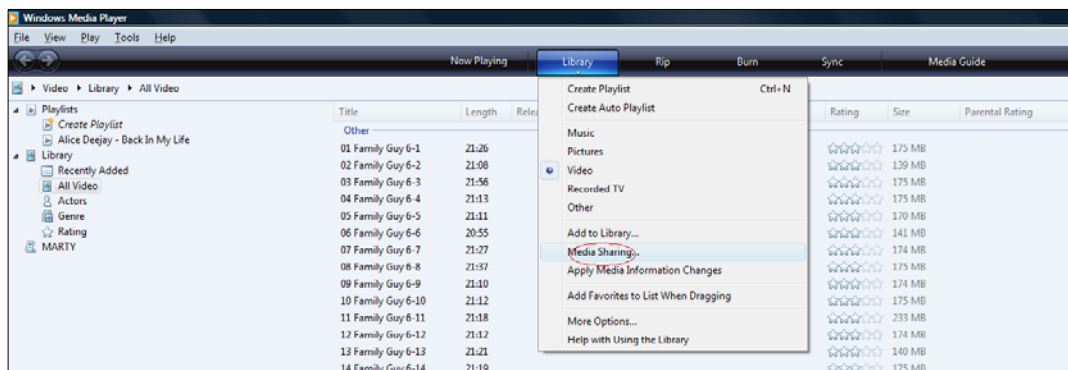 Windows Media Player
File View Play Tools Help
Now Playing Library Rip Burn Sync Media Guide
Video Library All Video
Playlists
Create Playlist
Alice Deejay - Back In My Life
Library
Recently Added
All Video
Actors
Genre
Rating
MARTY
Title Length Rating Size Parental Rating
Other
01 Family Guy 6-1 21:26 175 MB
02 Family Guy 6-2 21:08 139 MB
03 Family Guy 6-3 21:56 175 MB
04 Family Guy 6-4 21:13 175 MB
05 Family Guy 6-5 21:11 170 MB
06 Family Guy 6-6 20:55 141 MB
07 Family Guy 6-7 21:27 174 MB
08 Family Guy 6-8 21:37 175 MB
09 Family Guy 6-9 21:10 174 MB
10 Family Guy 6-10 21:12 175 MB
11 Family Guy 6-11 21:18 233 MB
12 Family Guy 6-12 21:12 174 MB
13 Family Guy 6-13 21:21 140 MB
14 Family Guy 6-14 21:19 175 MB
Create Playlist Ctrl+N
Create Auto Playlist
Music
Pictures
Video
Recorded TV
Other
Add to Library...
Media Sharing...
Apply Media Information Changes
Add Favorites to List When Dragging
More Options...
Help with Using the Library